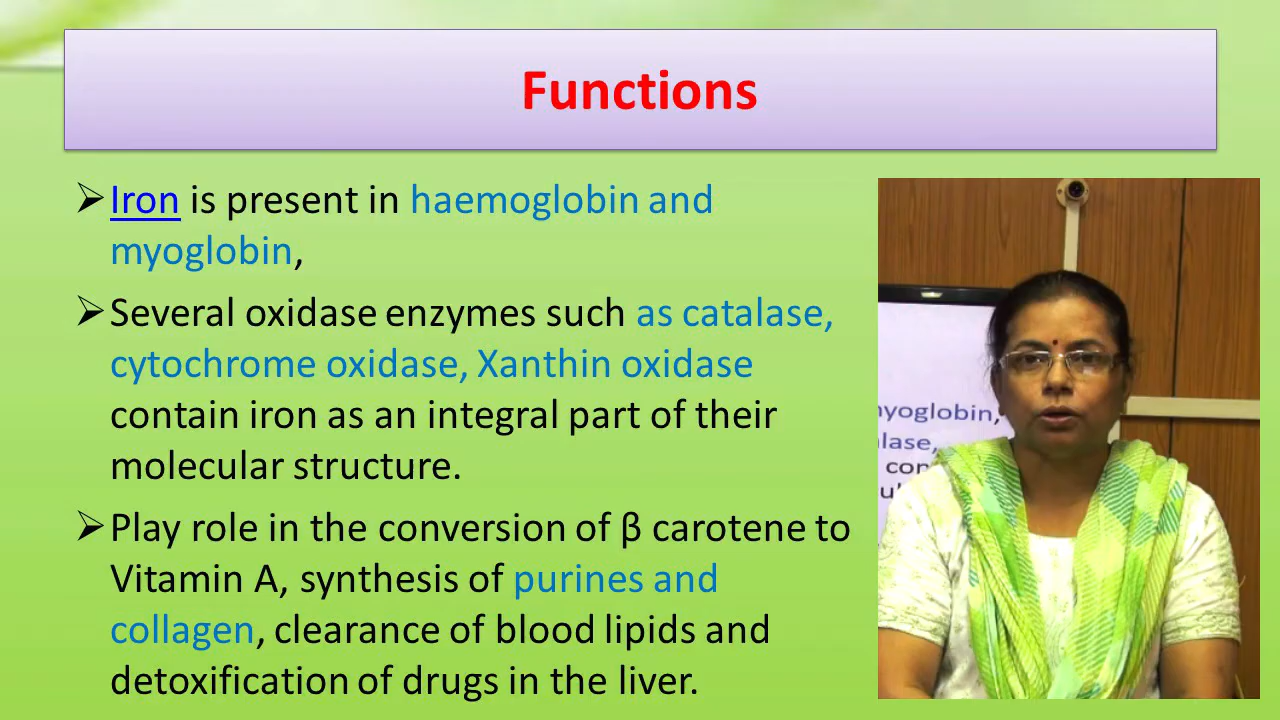 Functions
Iron is present in haemoglobin and
myoglobin,
Several oxidase enzymes such as catalase,
cytochrome oxidase, Xanthin oxidase
contain iron as an integral part of their
molecular structure.
Play role in the conversion of β carotene to
Vitamin A, synthesis of purines and
collagen, clearance of blood lipids and
detoxification of drugs in the liver.
myoglobin,